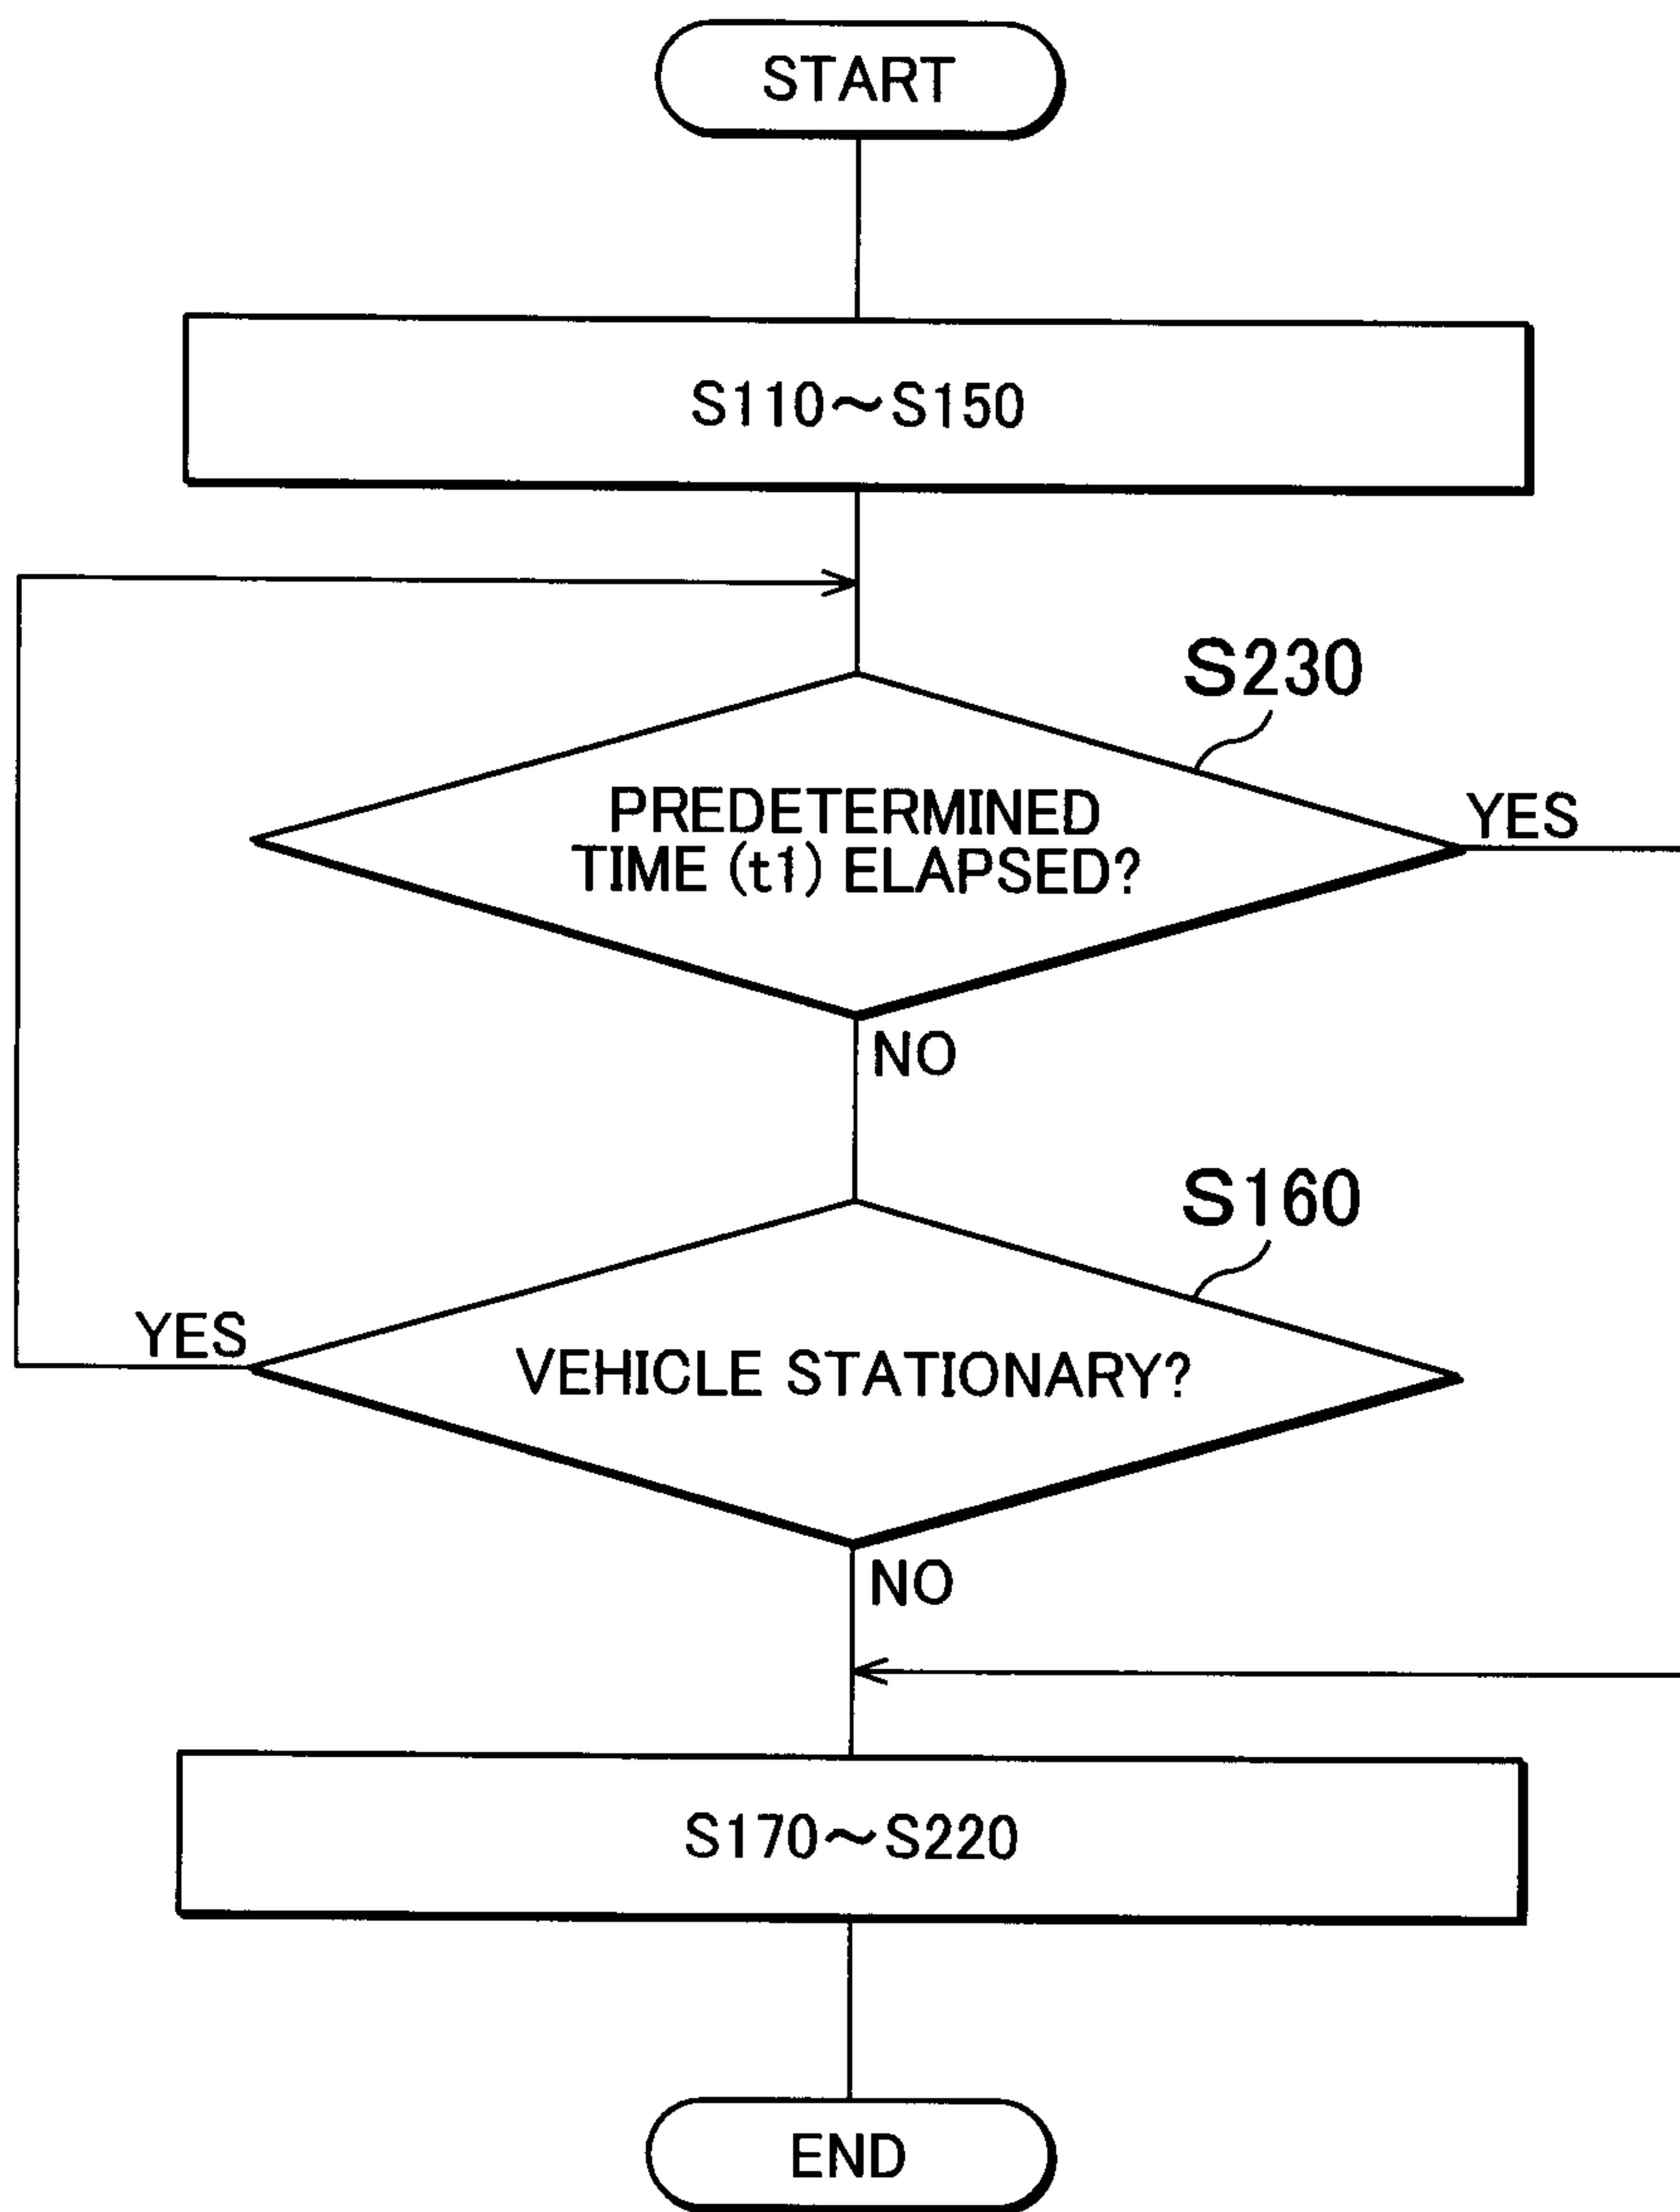 START
S110～S150
S230
PREDETERMINED
TIME (t1) ELAPSED?
YES
NO
S160
YES
VEHICLE STATIONARY?
NO
S170～S220
END